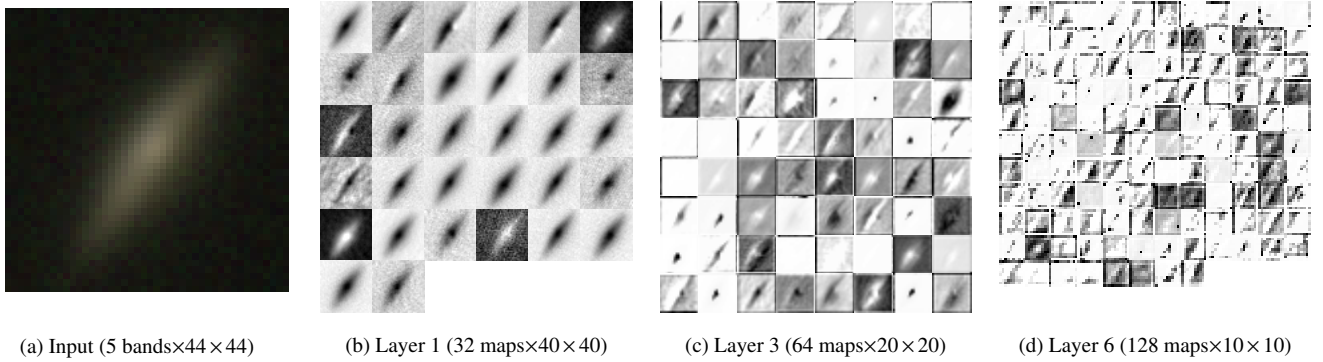 (a) Input (5 bands×44×44)
(b) Layer 1 (32 maps×40×40)
(c) Layer 3 (64 maps×20×20)
(d) Layer 6 (128 maps×10×10)